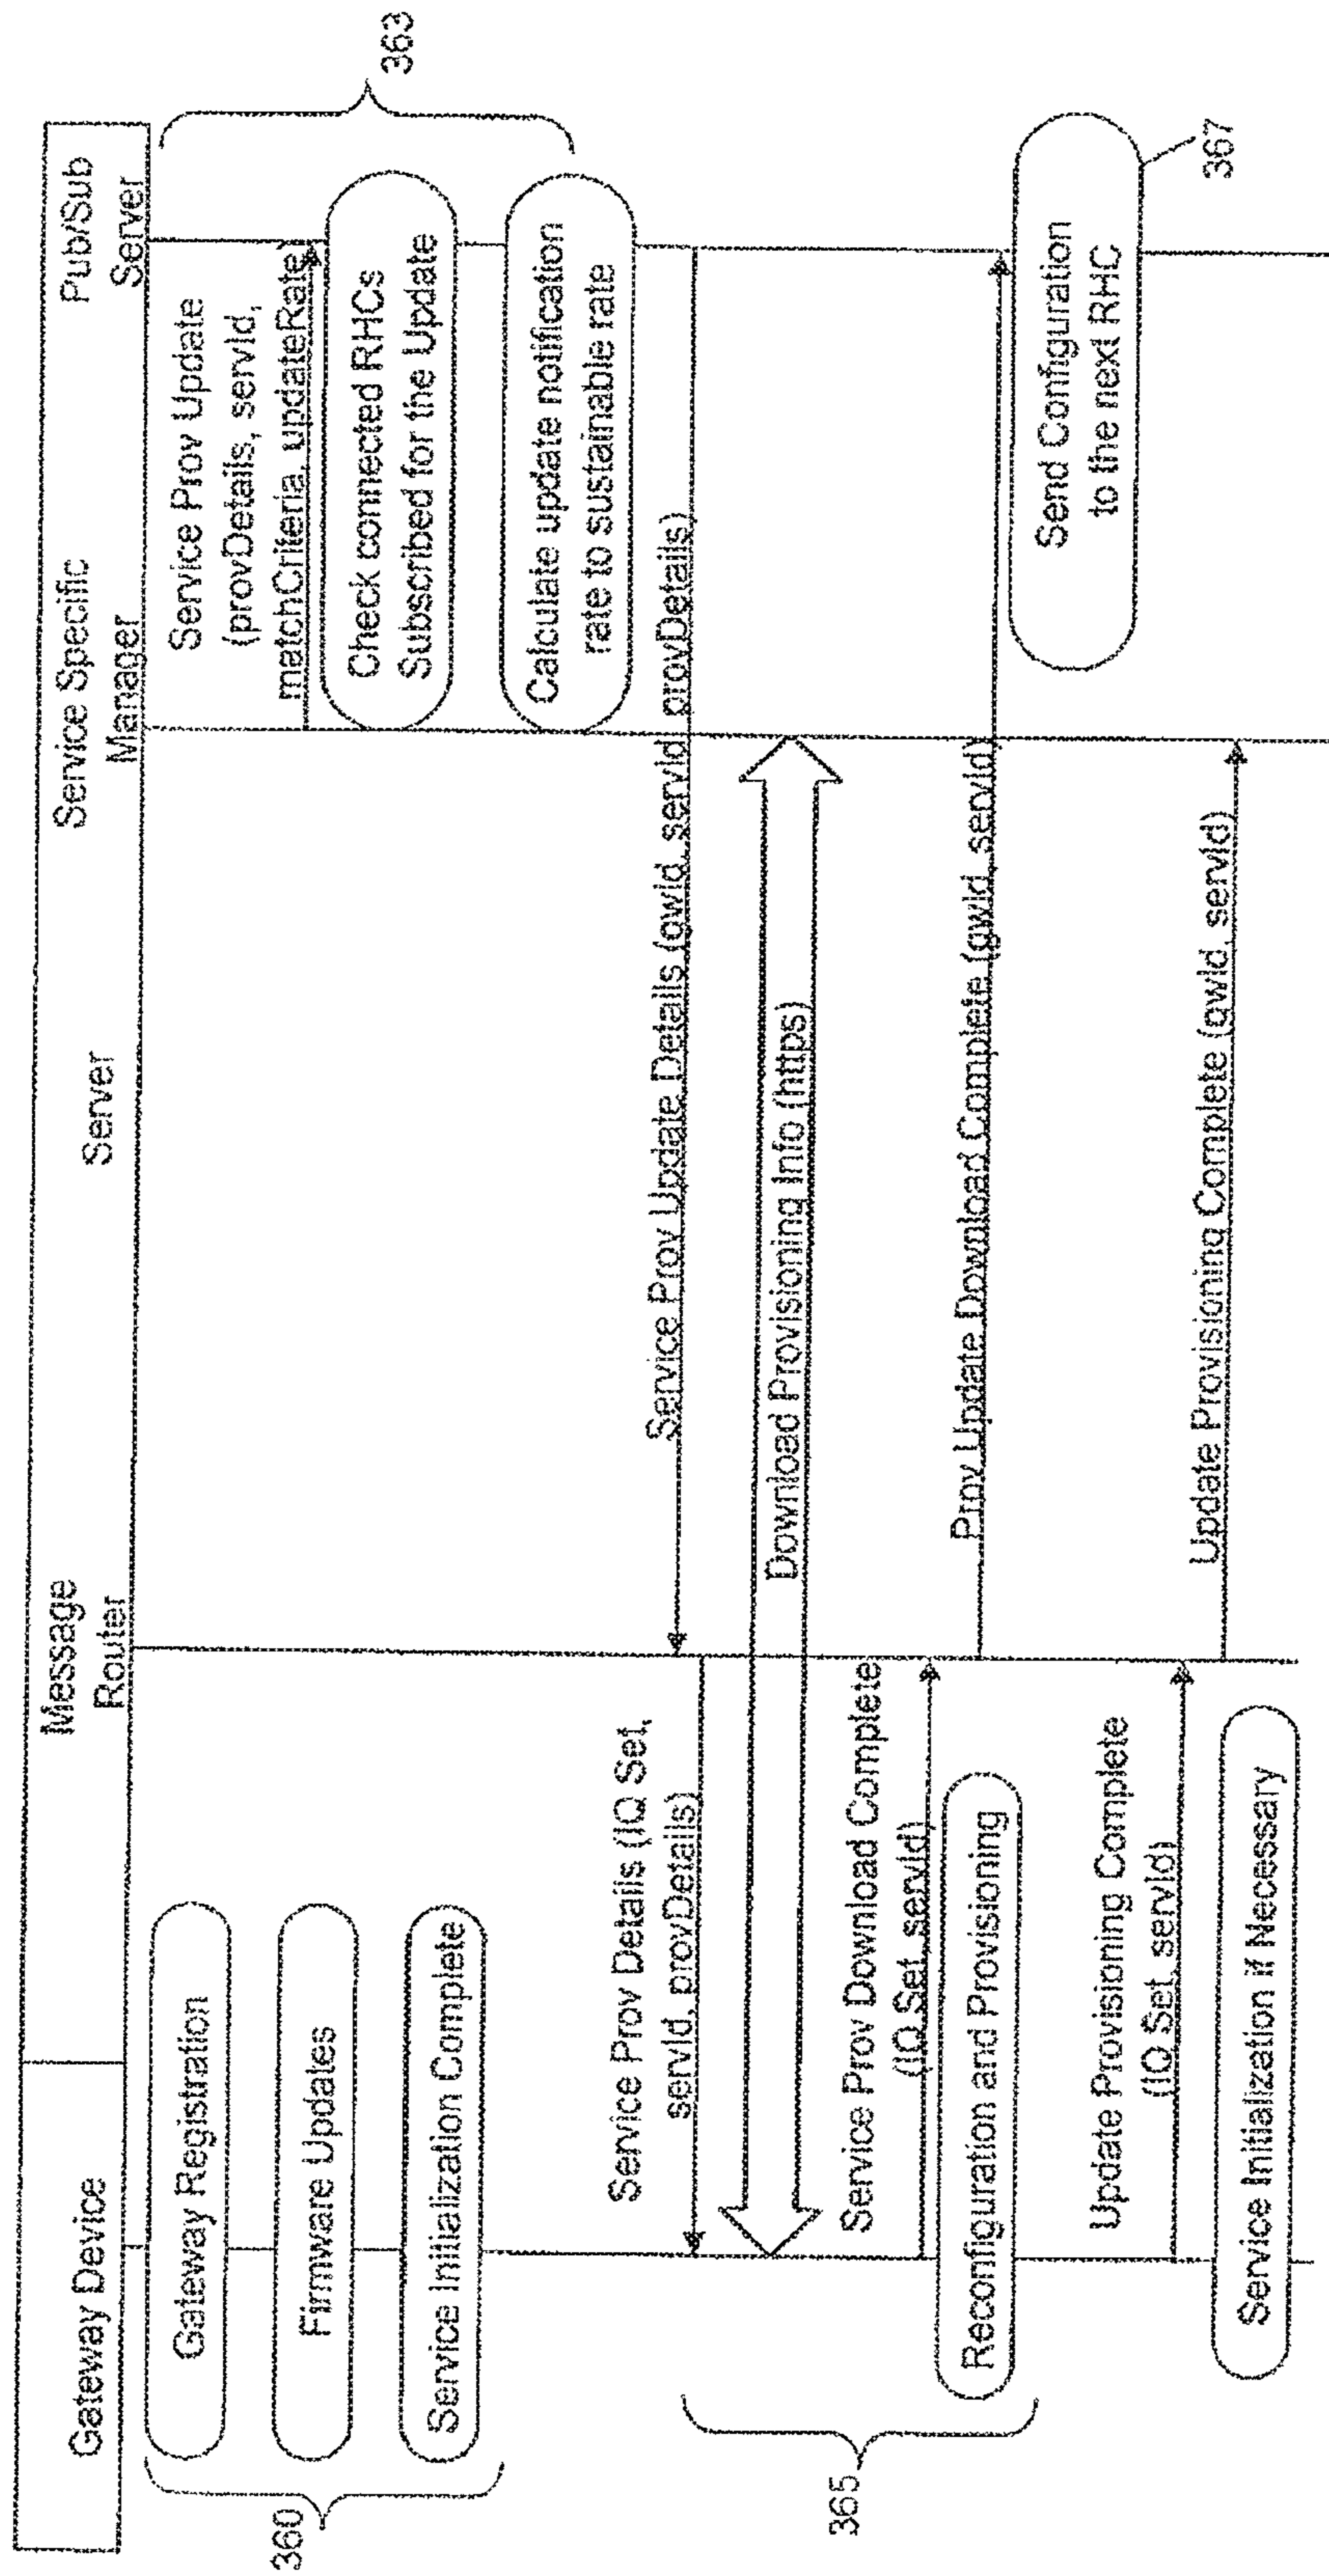 Gateway Device
Message
Router
Server
Service Specific
Manager
Pub/Sub
Server
360
Gateway Registration
Firmware Updates
Service Initialization Complete
Service Prov Update
(provDetails, servId,
matchCriteria, updateRate)
363
Check connected RHCs
Subscribed for the Update
Calculate update notification
rate to sustainable rate
Service Prov Update Details (gwId, servId, provDetails)
Service Prov Details (IQ Set,
servId, provDetails)
365
Download Provisioning Info (https)
Service Prov Download Complete
(IQ Set, servId)
Prov Update Download Complete (gwId, servId)
Reconfiguration and Provisioning
Send Configuration
to the next RHC
367
Update Provisioning Complete
(IQ Set, servId)
Update Provisioning Complete (gwId, servId)
Service Initialization if Necessary